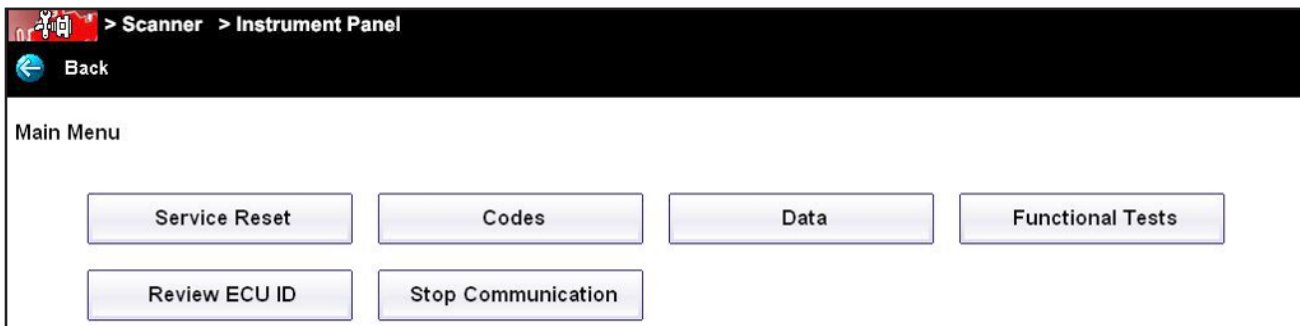 > Scanner > Instrument Panel
Back
Main Menu
Service Reset Codes Data Functional Tests
Review ECU ID Stop Communication